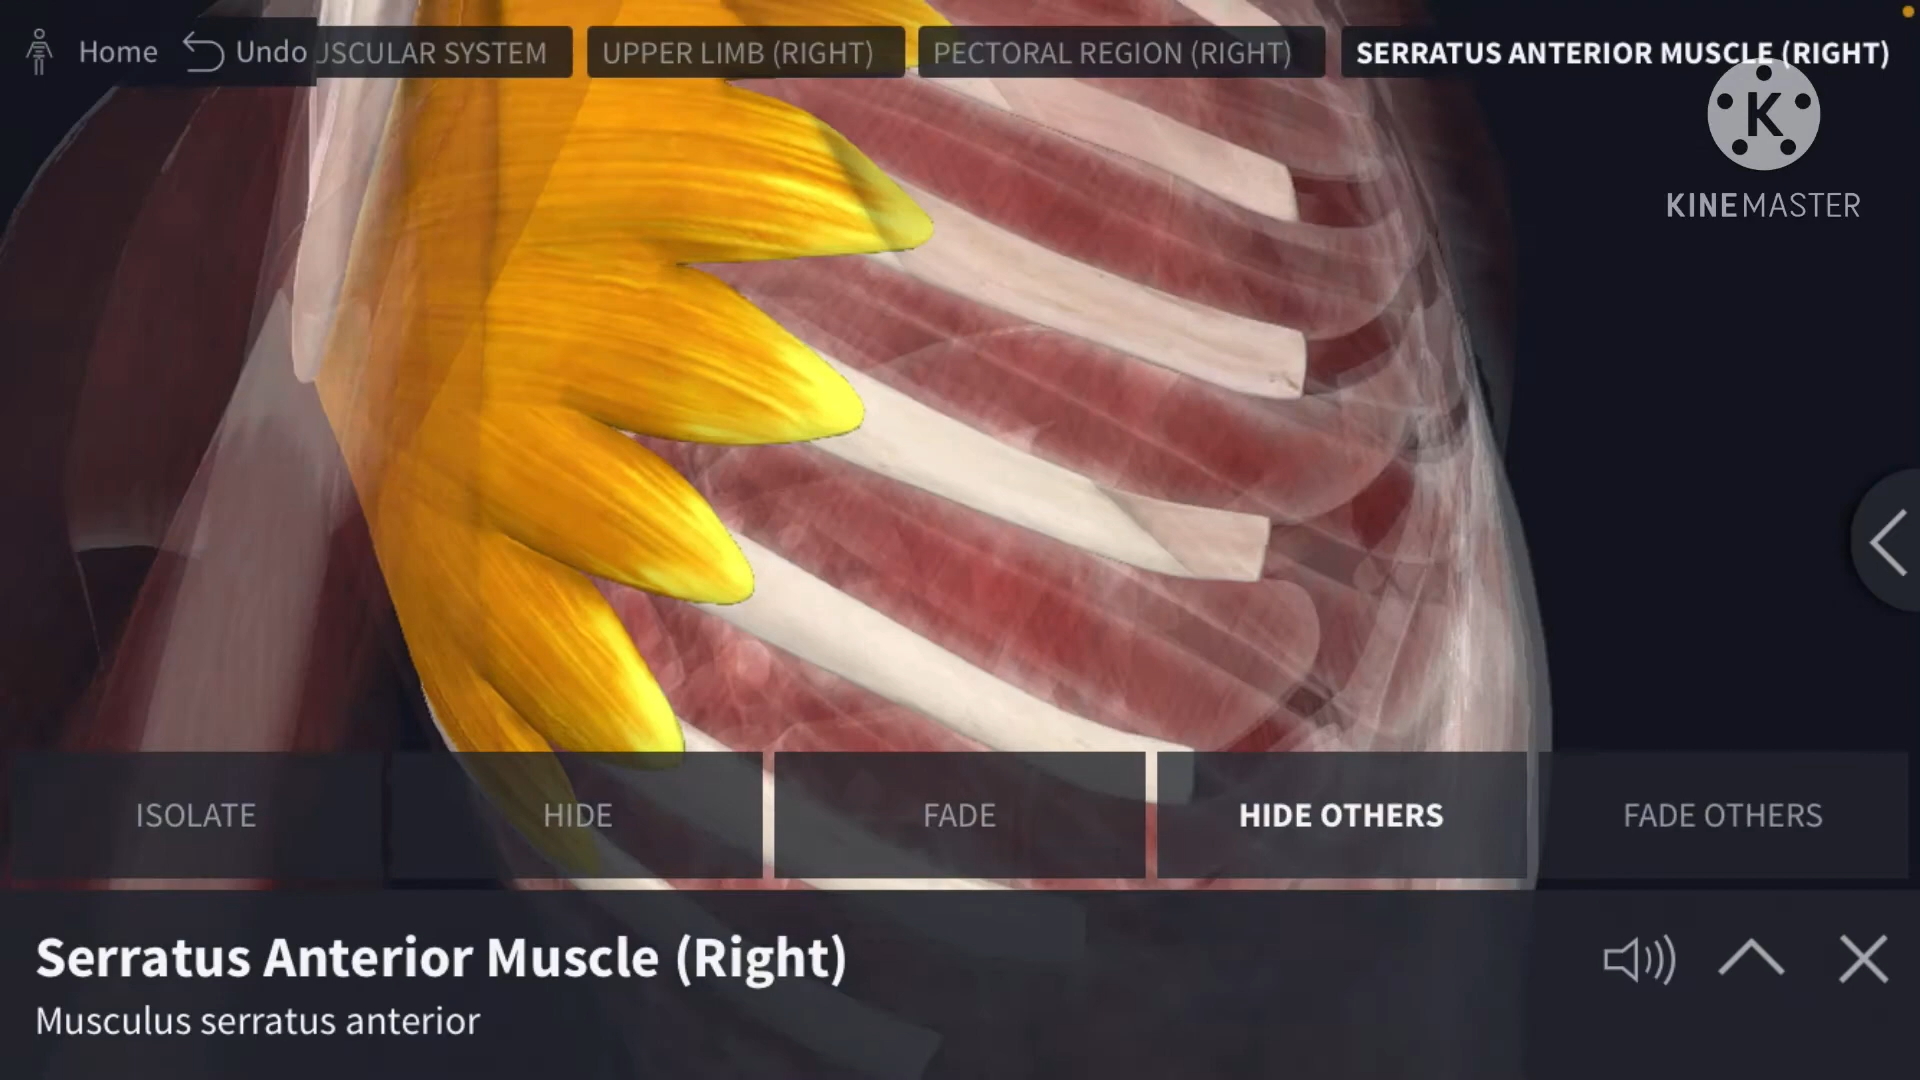 Home
Undo
USCULAR SYSTEM
UPPER LIMB (RIGHT)
PECTORAL REGION (RIGHT)
SERRATUS ANTERIOR MUSCLE (RIGHT)
K
KINEMASTER
ISOLATE
HIDE
FADE
HIDE OTHERS
FADE OTHERS
Serratus Anterior Muscle (Right)
Musculus serratus anterior